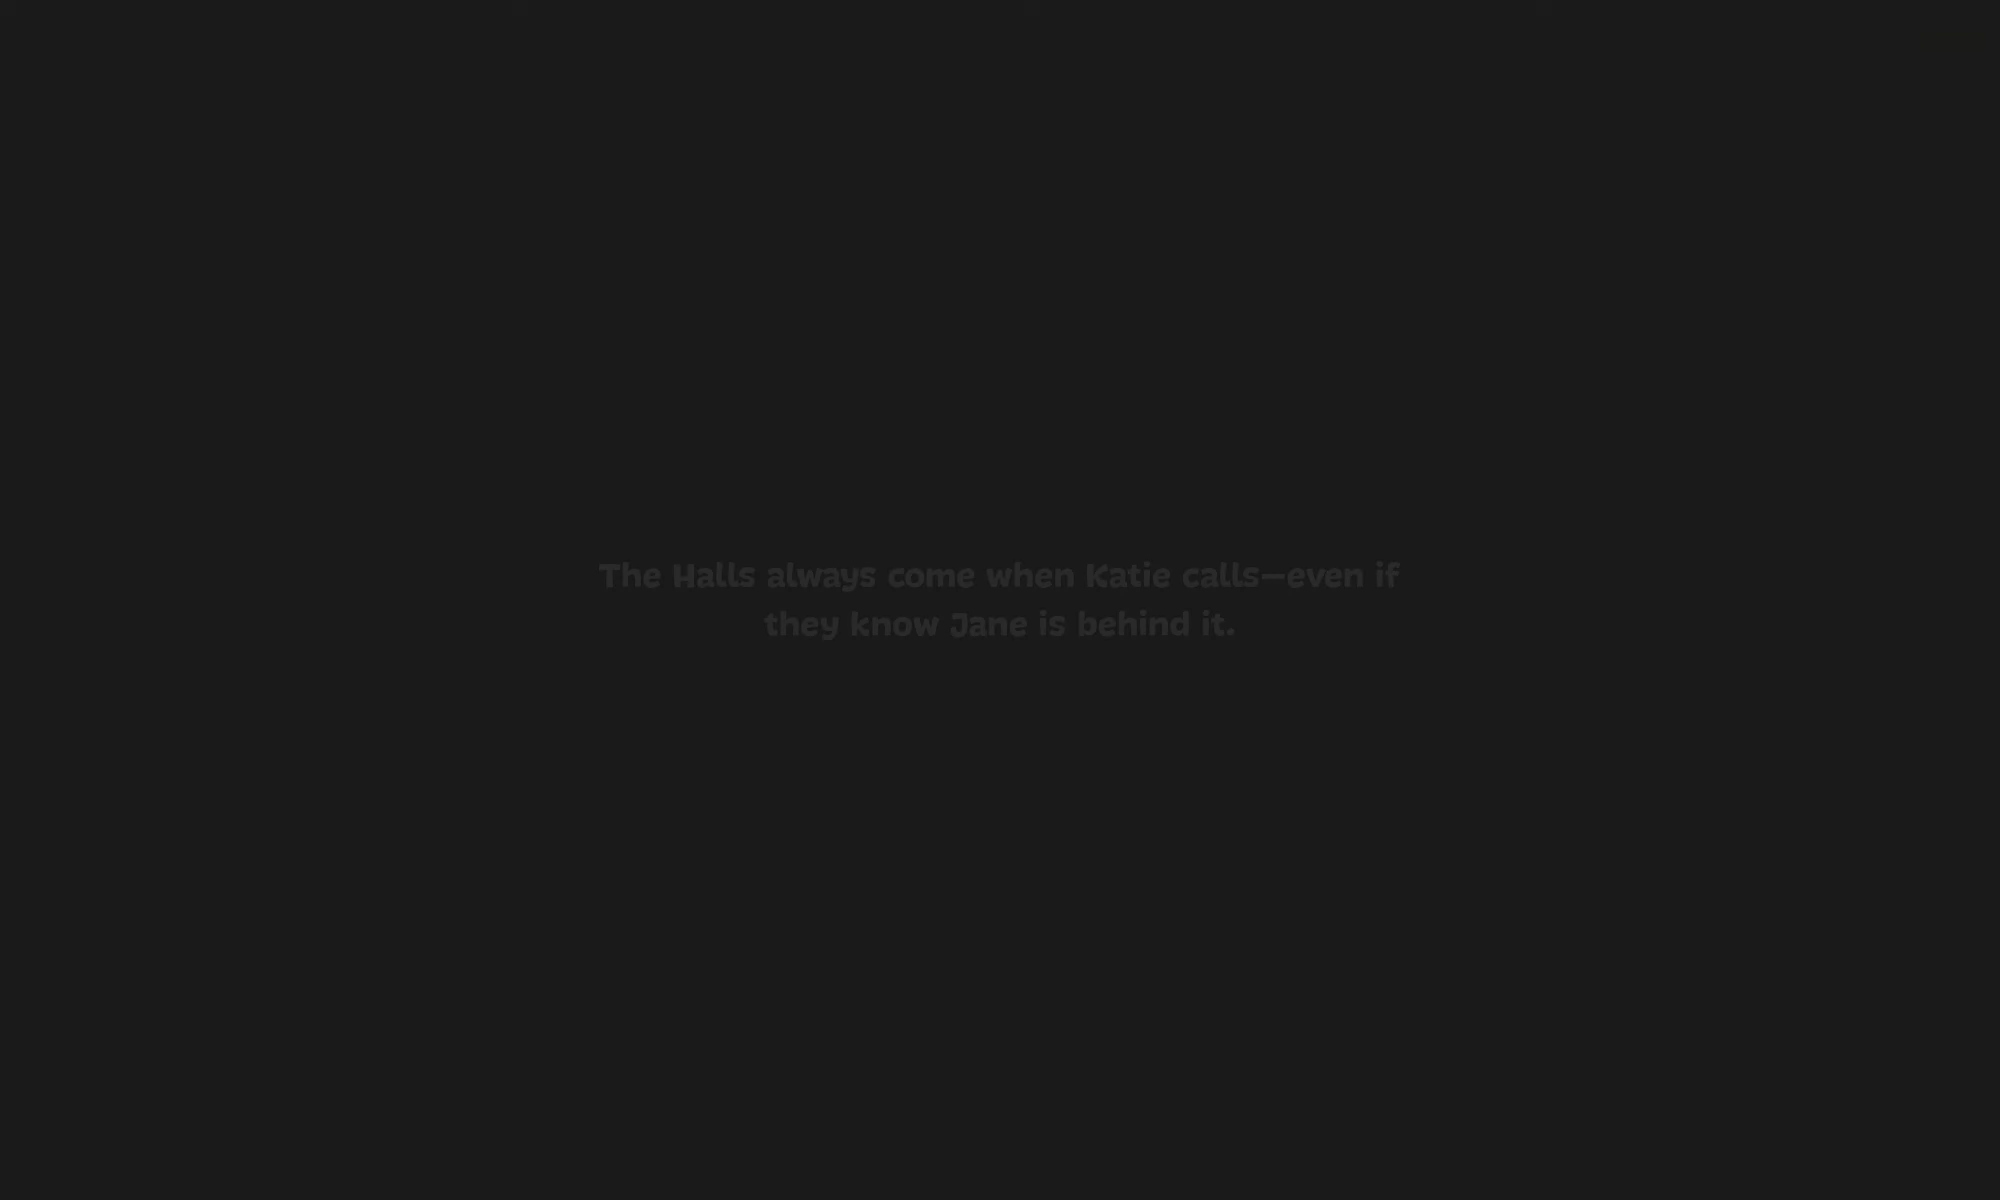 The Halls always come when Katie calls—even if
they know Jane is behind it.